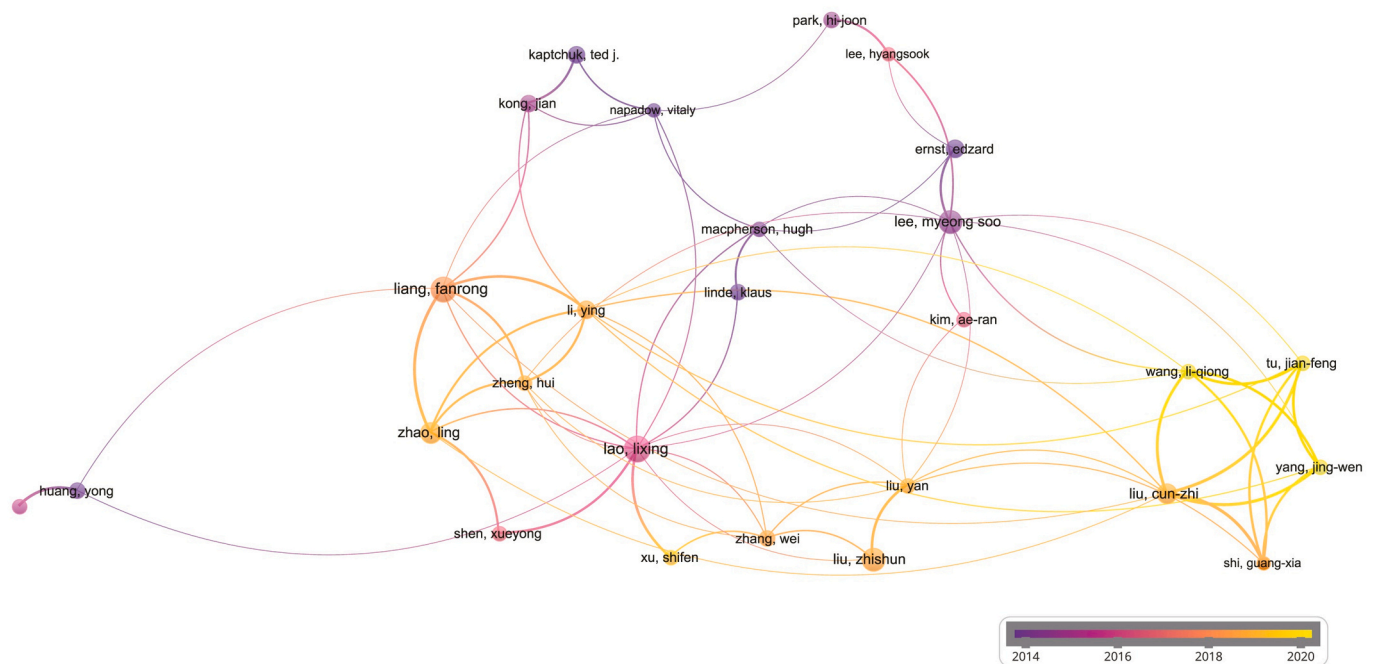 park, hi-joon
kaptchuk, ted j.
lee, hyangsook
kong, jian
napadow, vitaly
ernst, edzard
lee, myeong soo
macpherson, hugh
liang, fanrong
linde, klaus
li, ying
kim, ae-ran
tu, jian-feng
wang, li-qiong
zheng, hui
zhao, ling
lao, lixing
yang, jing-wen
huang, yong
liu, yan
liu, cun-zhi
shen, xueyong
zhang, wei
xu, shifen
liu, zhishun
shi, guang-xia
2014 2016 2018 2020